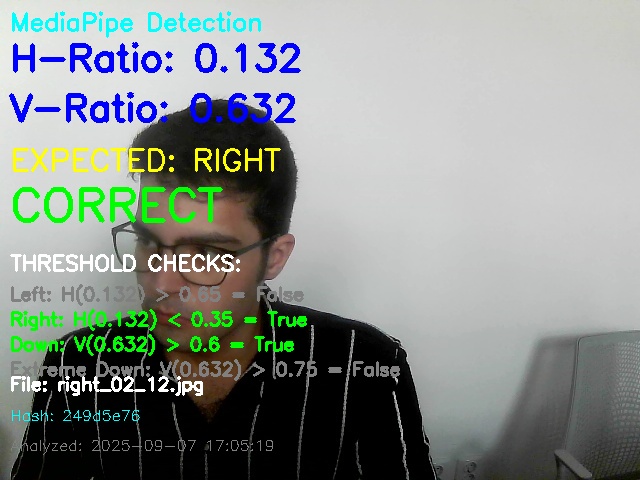 MediaPipe Detection
H-Ratio: 0.132
V-Ratio: 0.632
EXPECTED: RIGHT
CORRECT
THRESHOLD CHECKS:
Left: H(0.132) > 0.65 = False
Right: H(0.132) < 0.35 = True
Down: V(0.632) > 0.6 = True
Extreme Down: V(0.632) > 0.75 = False
File: right_02_12.jpg
Hash: 249d5e76
Analyzed: 2025-09-07 17:05:19